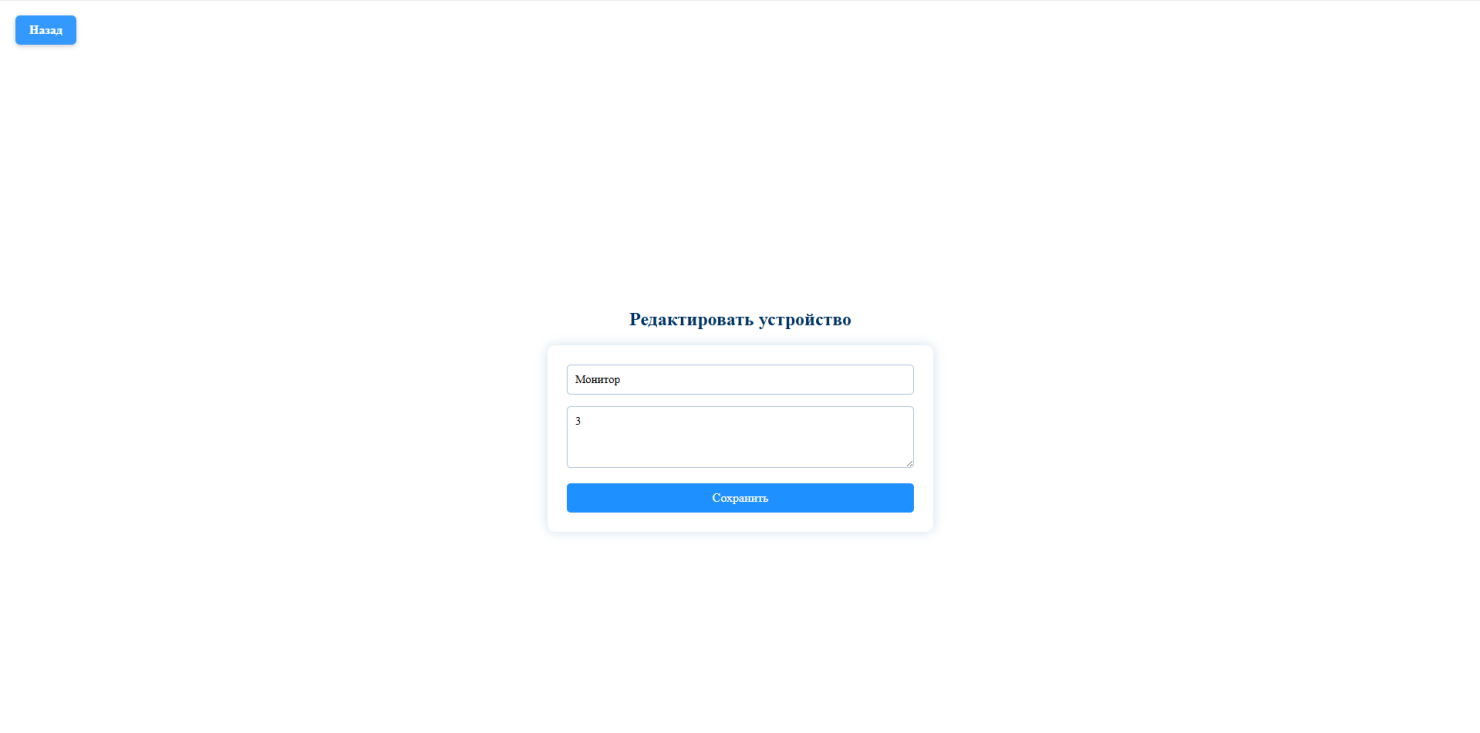 Назад
Редактировать устройство
Монитор
3
Сохранить